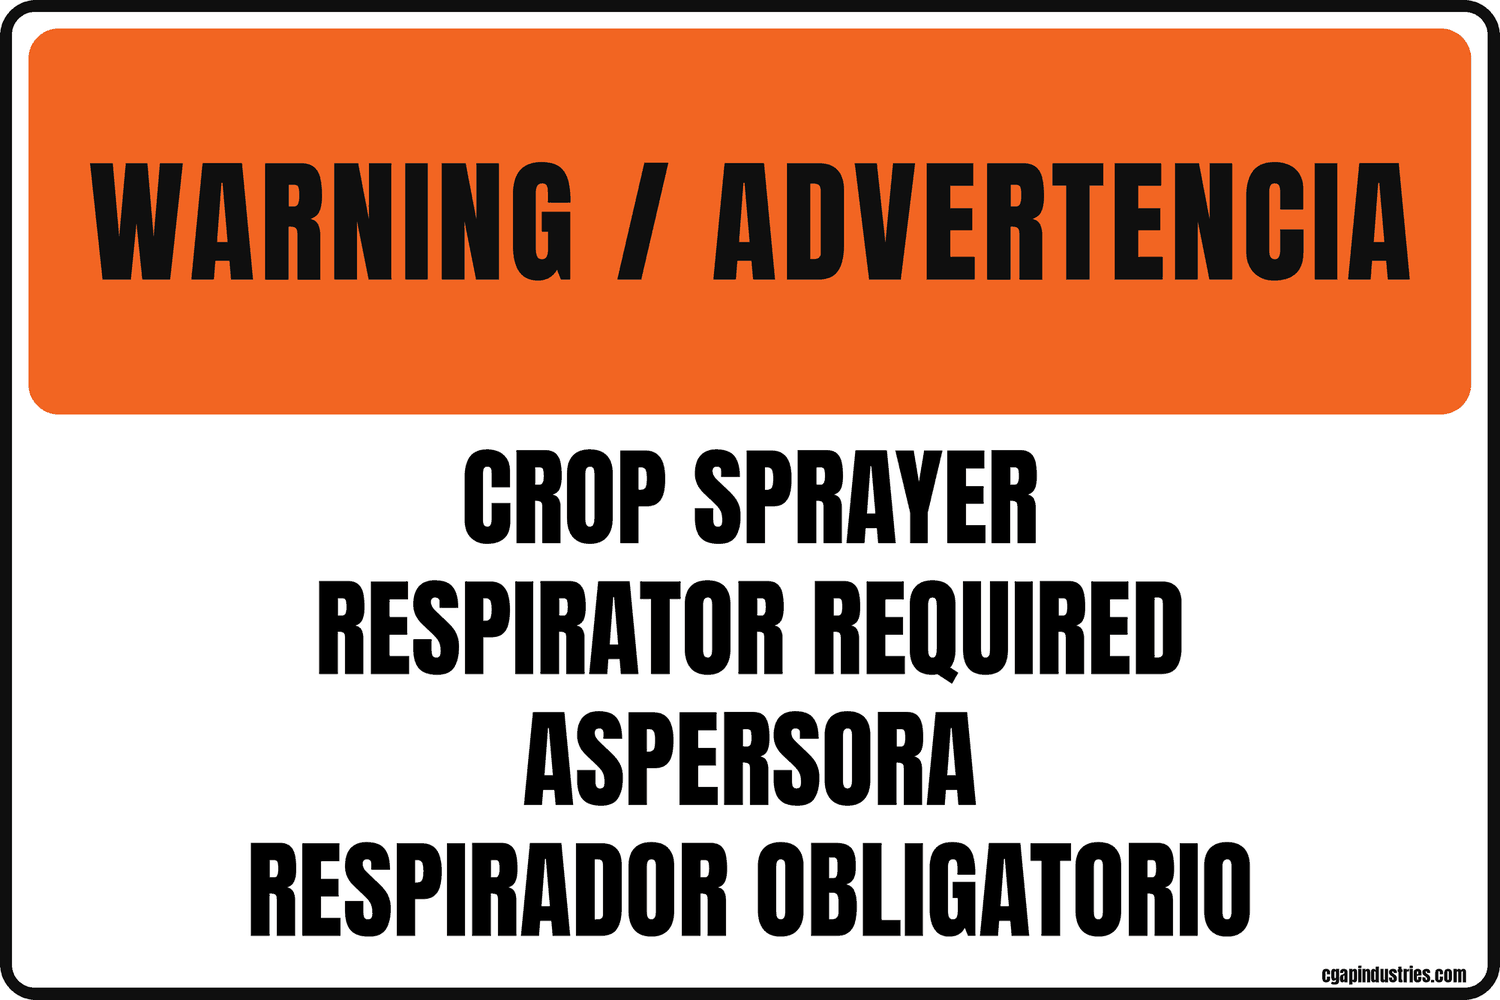 WARNING / ADVERTENCIA
CROP SPRAYER
RESPIRATOR REQUIRED
ASPERSORA
RESPIRADOR OBLIGATORIO
cgapindustries.com